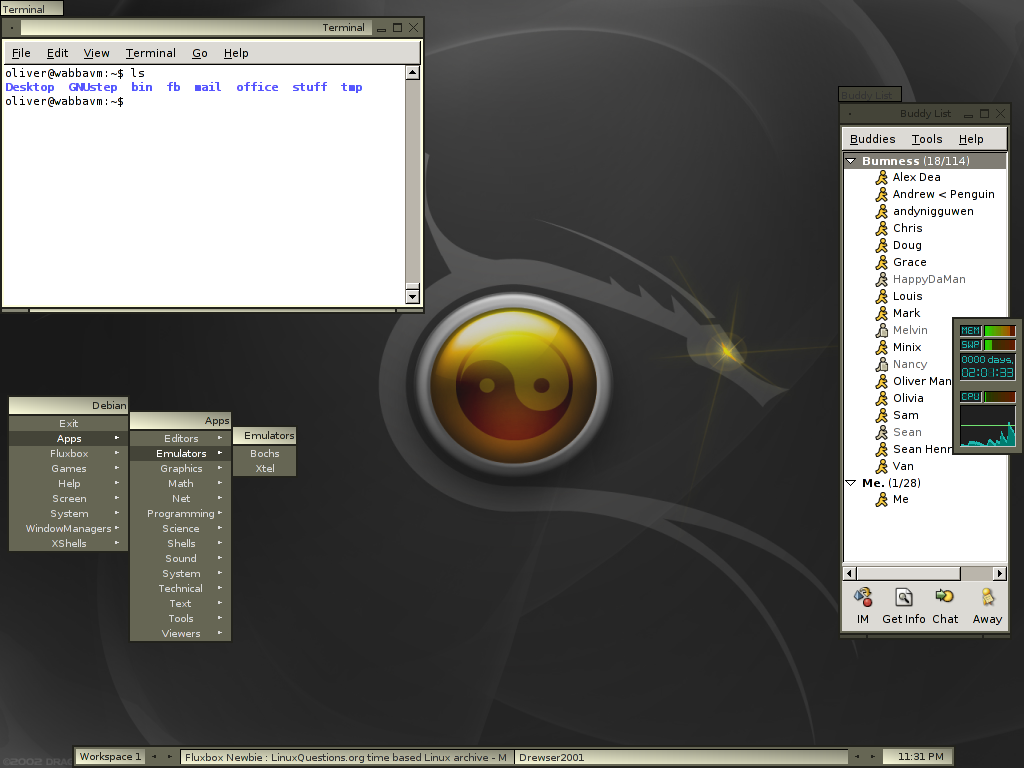 Terminal
Terminal
File Edit View Terminal Go Help
oliver@wabbavm:~$ ls
Desktop GNUstep bin fb mail office stuff tmp
oliver@wabbavm:~$
Buddy List
Buddy List
Buddies Tools Help
Bumness (18/114)
Alex Dea
Andrew < Penguin
andynigguwen
Chris
Doug
Grace
HappyDaMan
Louis
Mark
Melvin
Minix
Nancy
Oliver Man
Olivia
Sam
Sean
Sean Henr
Van
Me. (1/28)
Me
IM Get Info Chat Away
MEM
SWP
0000 days,
02:01:33
CPU
Debian
Exit
Apps
Fluxbox
Games
Help
Screen
System
WindowManagers
XShells
Apps
Editors
Emulators
Graphics
Math
Net
Programming
Science
Shells
Sound
System
Technical
Text
Tools
Viewers
Emulators
Bochs
Xtel
©2002 DRAG
Workspace 1 Fluxbox Newbie : LinuxQuestions.org time based Linux archive - M Drewser2001 11:31 PM